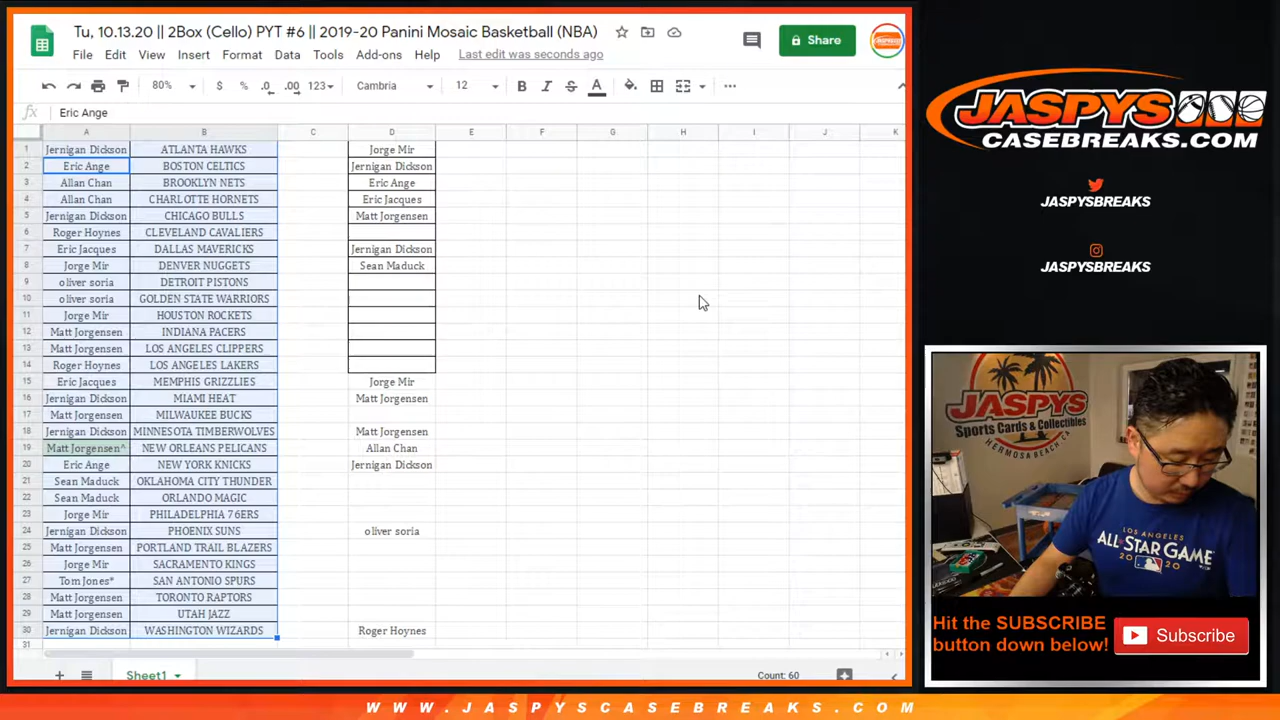 Tu, 10.13.20 || 2Box (Cello) PYT #6 || 2019-20 Panini Mosaic Basketball (NBA)
File Edit View Insert Format Data Tools Add-ons Help Last edit was seconds ago
Share
80% $ % .0 .00 123 Cambria 12 B I S A
fx Eric Ange
A B C D E F G H I J K
1 Jernigan Dickson ATLANTA HAWKS Jorge Mir
2 Eric Ange BOSTON CELTICS Jernigan Dickson
3 Allan Chan BROOKLYN NETS Eric Ange
4 Allan Chan CHARLOTTE HORNETS Eric Jacques
5 Jernigan Dickson CHICAGO BULLS Matt Jorgensen
6 Roger Hoynes CLEVELAND CAVALIERS
7 Eric Jacques DALLAS MAVERICKS Jernigan Dickson
8 Jorge Mir DENVER NUGGETS Sean Maduck
9 oliver soria DETROIT PISTONS
10 oliver soria GOLDEN STATE WARRIORS
11 Jorge Mir HOUSTON ROCKETS
12 Matt Jorgensen INDIANA PACERS
13 Matt Jorgensen LOS ANGELES CLIPPERS
14 Roger Hoynes LOS ANGELES LAKERS
15 Eric Jacques MEMPHIS GRIZZLIES Jorge Mir
16 Jernigan Dickson MIAMI HEAT Matt Jorgensen
17 Matt Jorgensen MILWAUKEE BUCKS
18 Jernigan Dickson MINNESOTA TIMBERWOLVES Matt Jorgensen
19 Matt Jorgensen^ NEW ORLEANS PELICANS Allan Chan
20 Eric Ange NEW YORK KNICKS Jernigan Dickson
21 Sean Maduck OKLAHOMA CITY THUNDER
22 Sean Maduck ORLANDO MAGIC
23 Jorge Mir PHILADELPHIA 76ERS
24 Jernigan Dickson PHOENIX SUNS oliver soria
25 Matt Jorgensen PORTLAND TRAIL BLAZERS
26 Jorge Mir SACRAMENTO KINGS
27 Tom Jones* SAN ANTONIO SPURS
28 Matt Jorgensen TORONTO RAPTORS
29 Matt Jorgensen UTAH JAZZ
30 Jernigan Dickson WASHINGTON WIZARDS Roger Hoynes
31
Sheet1
Count: 60
JASPYS
CASEBREAKS.COM
JASPYSBREAKS
JASPYSBREAKS
JASPYS
Sports Cards & Collectibles
HERMOSA BEACH
LOS ANGELES
ALL-STAR GAME
2020
Hit the SUBSCRIBE
button down below!
Subscribe
WWW.JASPYSCASEBREAKS.COM